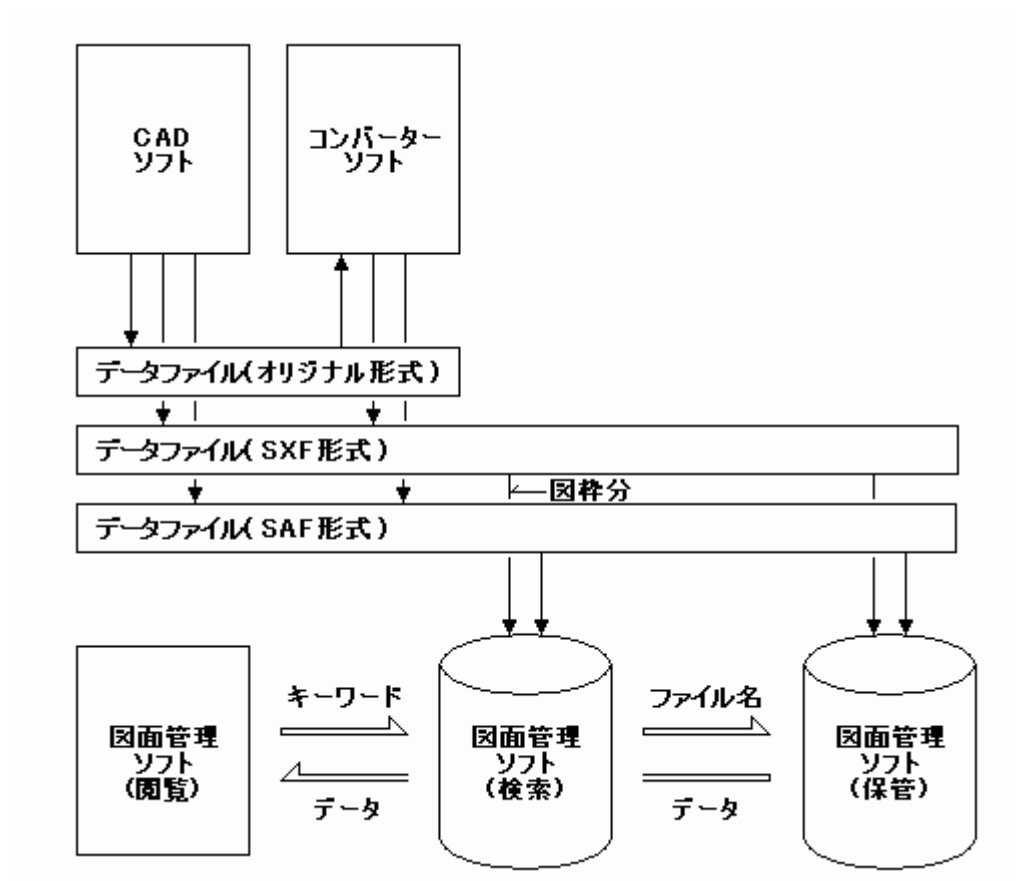 CAD
ソフト
コンバーター
ソフト
データファイル(オリジナル形式)
データファイル(SXF形式)
図枠分
データファイル(SAF形式)
キーワード
ファイル名
図面管理
ソフト
(閲覧)
図面管理
ソフト
(検索)
図面管理
ソフト
(保管)
データ
データ